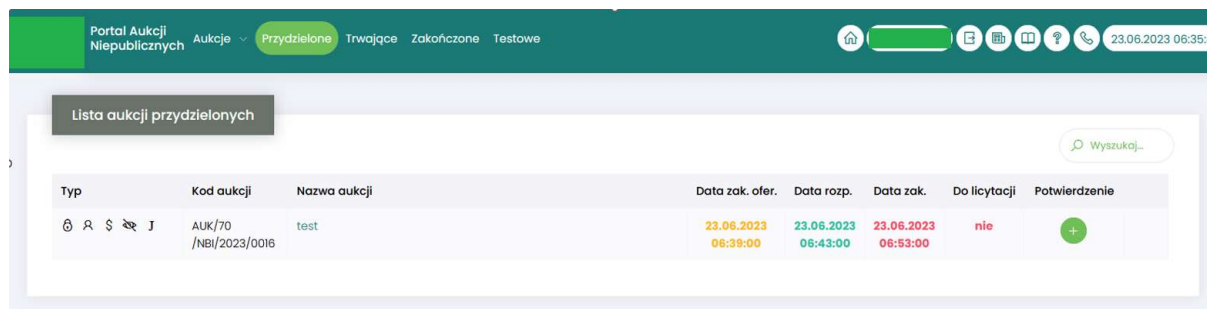 Portal Aukcji
Niepublicznych
Aukcje Przydzielone Trwające Zakończone Testowe
23.06.2023 06:35:
Lista aukcji przydzielonych
Wyszukaj...
Typ Kod aukcji Nazwa aukcji Data zak. ofer. Data rozp. Data zak. Do licytacji Potwierdzenie
$ J AUK/70 test 23.06.2023 23.06.2023 23.06.2023 nie +
/NBI/2023/0016 06:39:00 06:43:00 06:53:00